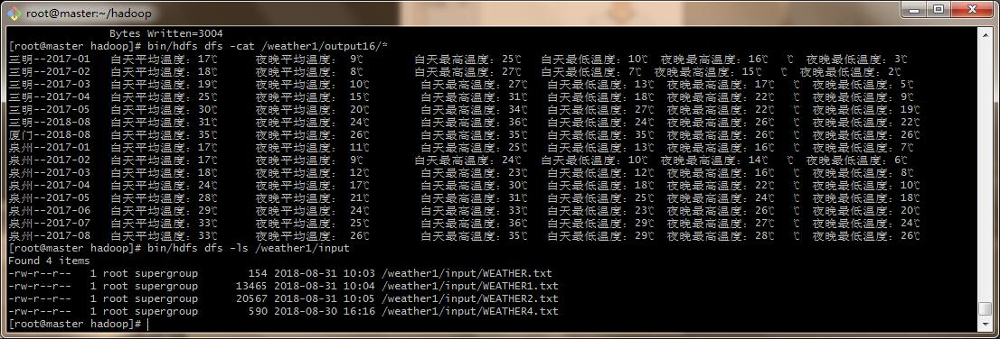 root@master:~/hadoop
Bytes Written=3004
[root@master hadoop]# bin/hdfs dfs -cat /weather1/output16/*
三明--2017-01 白天平均温度：17℃ 夜晚平均温度： 9℃ 白天最高温度：25℃ 白天最低温度：10℃ 夜晚最高温度：16℃ ℃ 夜晚最低温度：3℃
三明--2017-02 白天平均温度：18℃ 夜晚平均温度： 8℃ 白天最高温度：27℃ 白天最低温度：7℃ 夜晚最高温度：15℃ ℃ 夜晚最低温度：2℃
三明--2017-03 白天平均温度：19℃ 夜晚平均温度： 10℃ 白天最高温度：27℃ 白天最低温度：13℃ 夜晚最高温度：17℃ ℃ 夜晚最低温度：5℃
三明--2017-04 白天平均温度：25℃ 夜晚平均温度： 15℃ 白天最高温度：31℃ 白天最低温度：18℃ 夜晚最高温度：22℃ ℃ 夜晚最低温度：9℃
三明--2017-05 白天平均温度：30℃ 夜晚平均温度： 20℃ 白天最高温度：34℃ 白天最低温度：27℃ 夜晚最高温度：22℃ ℃ 夜晚最低温度：19℃
三明--2018-08 白天平均温度：31℃ 夜晚平均温度： 24℃ 白天最高温度：36℃ 白天最低温度：24℃ 夜晚最高温度：26℃ ℃ 夜晚最低温度：22℃
厦门--2018-08 白天平均温度：35℃ 夜晚平均温度： 26℃ 白天最高温度：35℃ 白天最低温度：35℃ 夜晚最高温度：26℃ ℃ 夜晚最低温度：26℃
泉州--2017-01 白天平均温度：17℃ 夜晚平均温度： 11℃ 白天最高温度：25℃ 白天最低温度：13℃ 夜晚最高温度：16℃ ℃ 夜晚最低温度：7℃
泉州--2017-02 白天平均温度：17℃ 夜晚平均温度： 9℃ 白天最高温度：24℃ 白天最低温度：10℃ 夜晚最高温度：14℃ ℃ 夜晚最低温度：6℃
泉州--2017-03 白天平均温度：18℃ 夜晚平均温度： 12℃ 白天最高温度：23℃ 白天最低温度：12℃ 夜晚最高温度：16℃ ℃ 夜晚最低温度：8℃
泉州--2017-04 白天平均温度：24℃ 夜晚平均温度： 17℃ 白天最高温度：30℃ 白天最低温度：18℃ 夜晚最高温度：22℃ ℃ 夜晚最低温度：10℃
泉州--2017-05 白天平均温度：28℃ 夜晚平均温度： 21℃ 白天最高温度：31℃ 白天最低温度：25℃ 夜晚最高温度：24℃ ℃ 夜晚最低温度：18℃
泉州--2017-06 白天平均温度：29℃ 夜晚平均温度： 24℃ 白天最高温度：33℃ 白天最低温度：23℃ 夜晚最高温度：26℃ ℃ 夜晚最低温度：20℃
泉州--2017-07 白天平均温度：33℃ 夜晚平均温度： 25℃ 白天最高温度：36℃ 白天最低温度：29℃ 夜晚最高温度：27℃ ℃ 夜晚最低温度：24℃
泉州--2017-08 白天平均温度：33℃ 夜晚平均温度： 26℃ 白天最高温度：35℃ 白天最低温度：29℃ 夜晚最高温度：28℃ ℃ 夜晚最低温度：26℃
[root@master hadoop]# bin/hdfs dfs -ls /weather1/input
Found 4 items
-rw-r--r-- 1 root supergroup 154 2018-08-31 10:03 /weather1/input/WEATHER.txt
-rw-r--r-- 1 root supergroup 13465 2018-08-31 10:04 /weather1/input/WEATHER1.txt
-rw-r--r-- 1 root supergroup 20567 2018-08-31 10:05 /weather1/input/WEATHER2.txt
-rw-r--r-- 1 root supergroup 590 2018-08-30 16:16 /weather1/input/WEATHER4.txt
[root@master hadoop]#